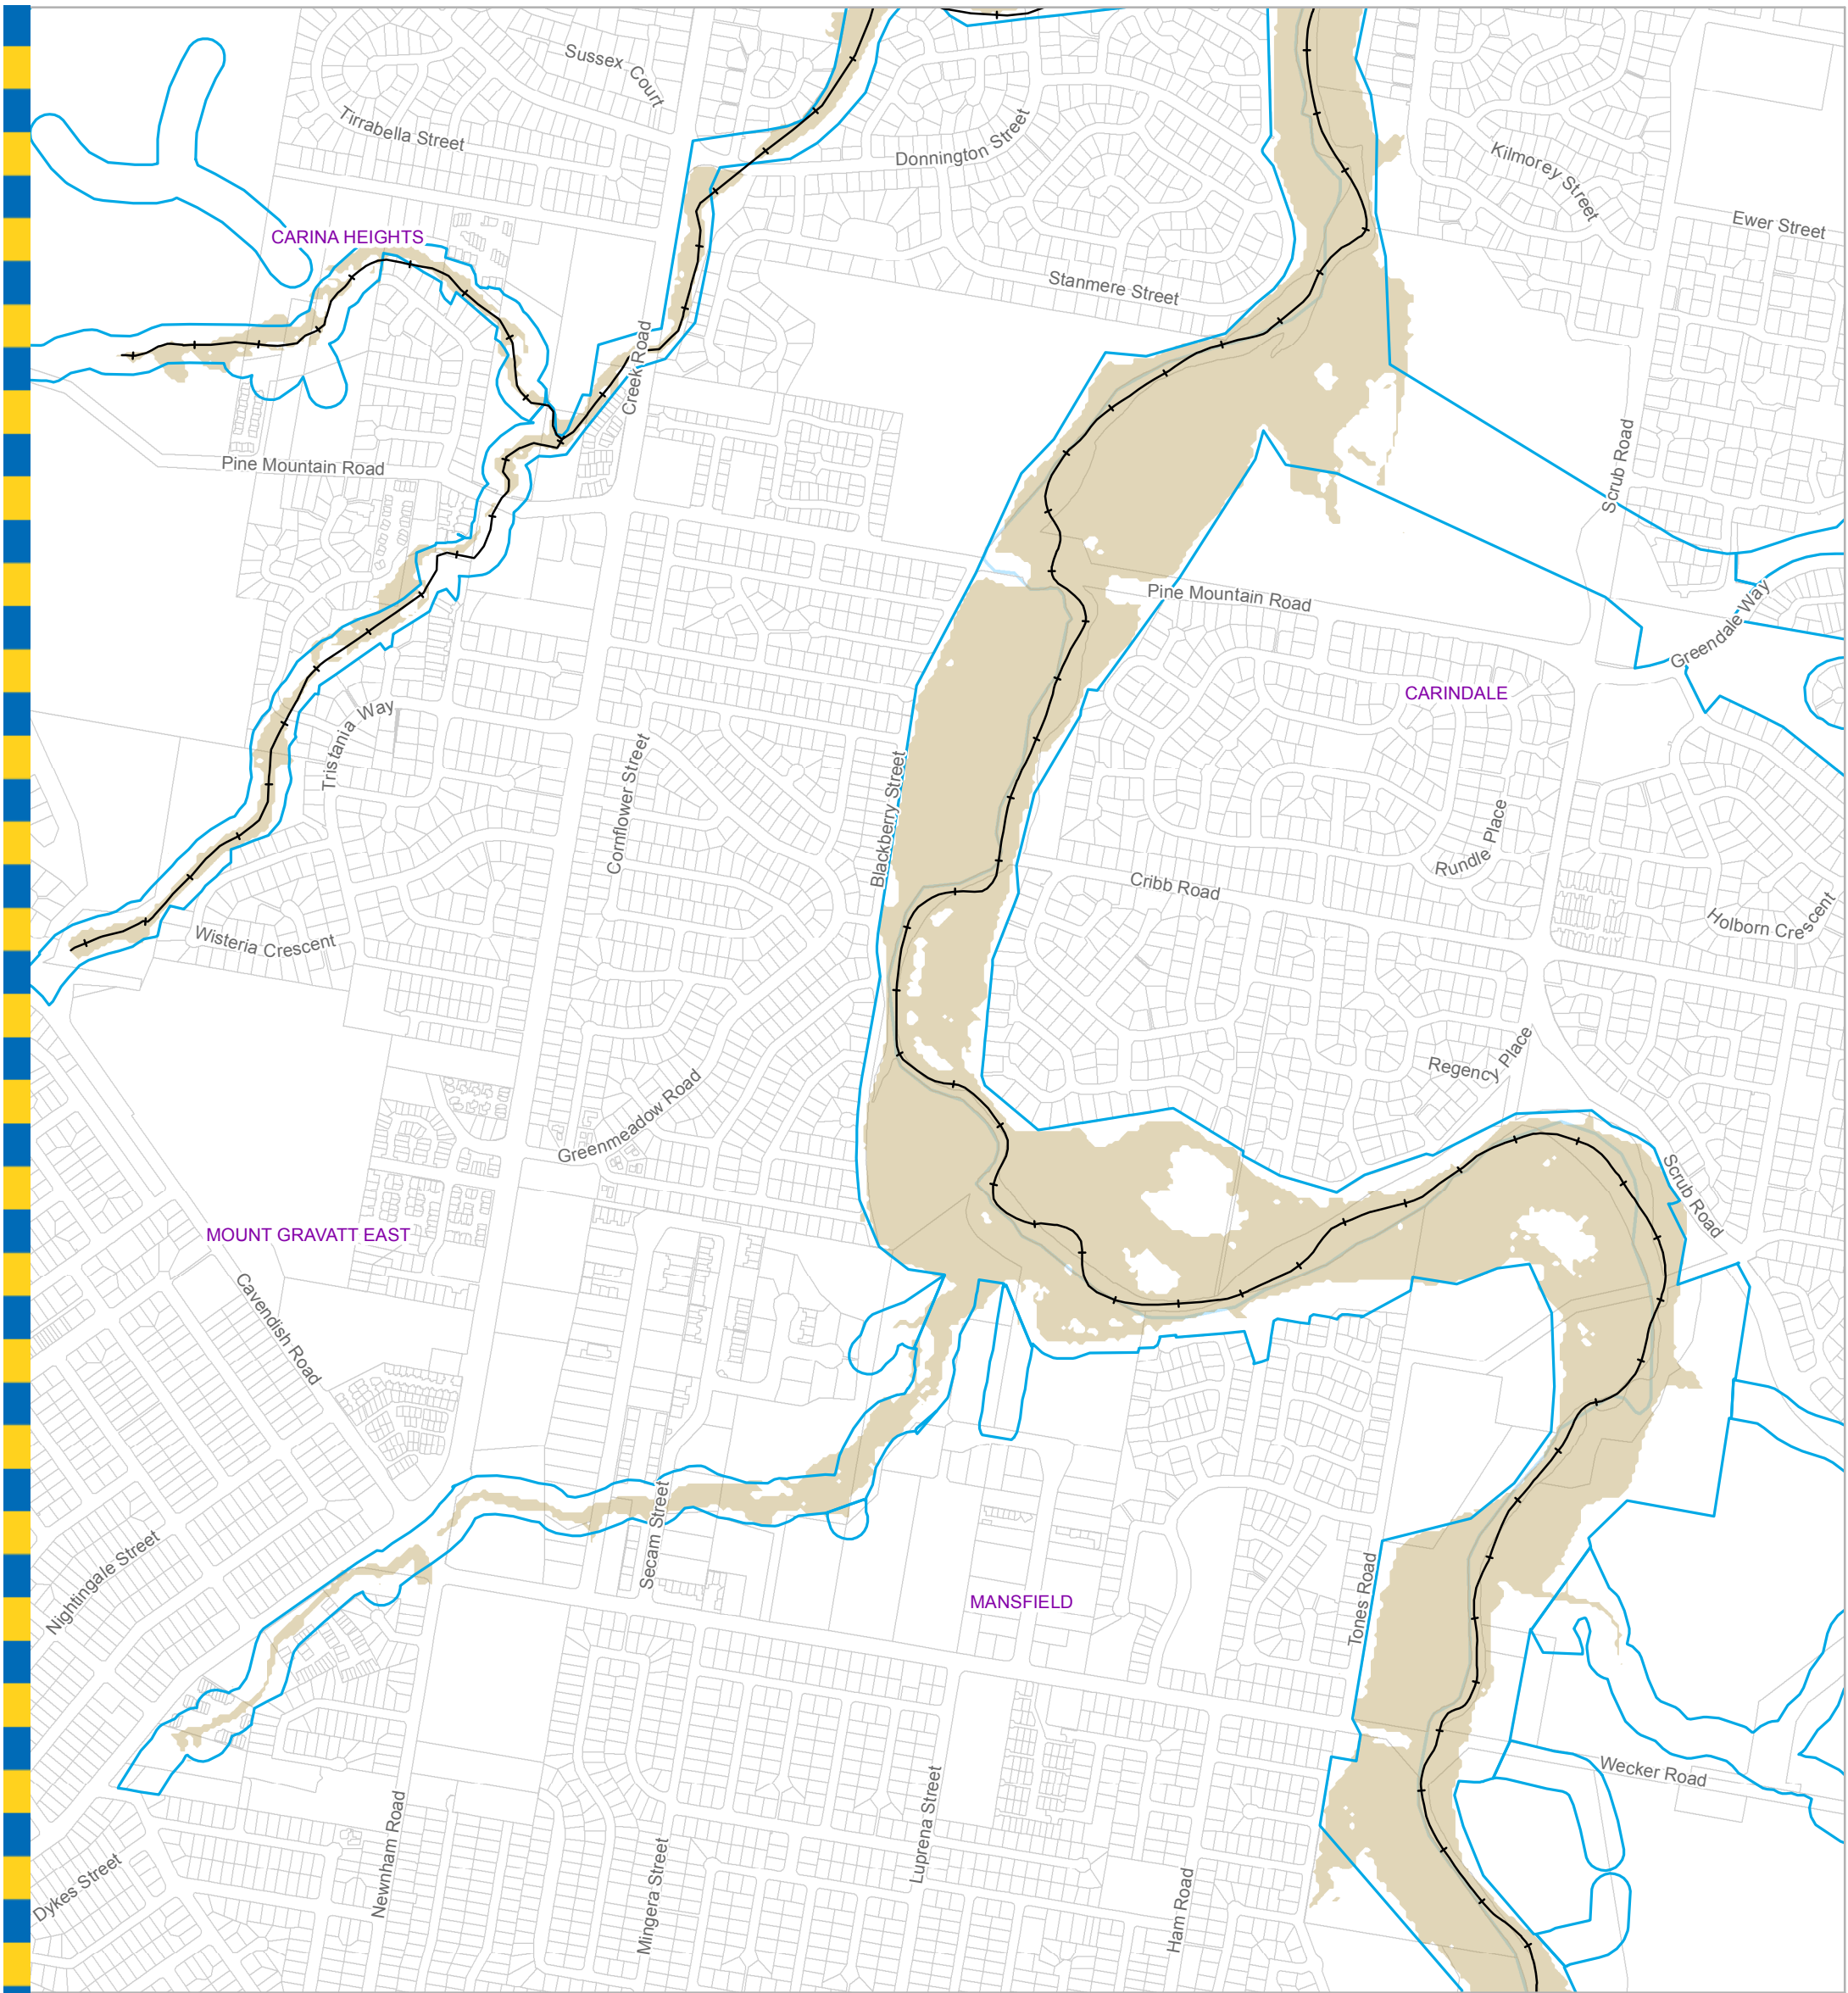 Sussex Court
Tirrabella Street
Donnington Street
Kilmorey Street
Ewer Street
CARINA HEIGHTS
Stanmere Street
Creek Road
Scrub Road
Pine Mountain Road
Pine Mountain Road
Greendale Way
CARINDALE
Tristania Way
Cornflower Street
Blackberry Street
Rundle Place
Cribb Road
Holborn Crescent
Wisteria Crescent
Regency Place
Greenmeadow Road
Scrub Road
MOUNT GRAVATT EAST
Cavendish Road
Secam Street
Nightingale Street
MANSFIELD
Tones Road
Wecker Road
Newnham Road
Luprena Street
Mingera Street
Ham Road
Dykes Street